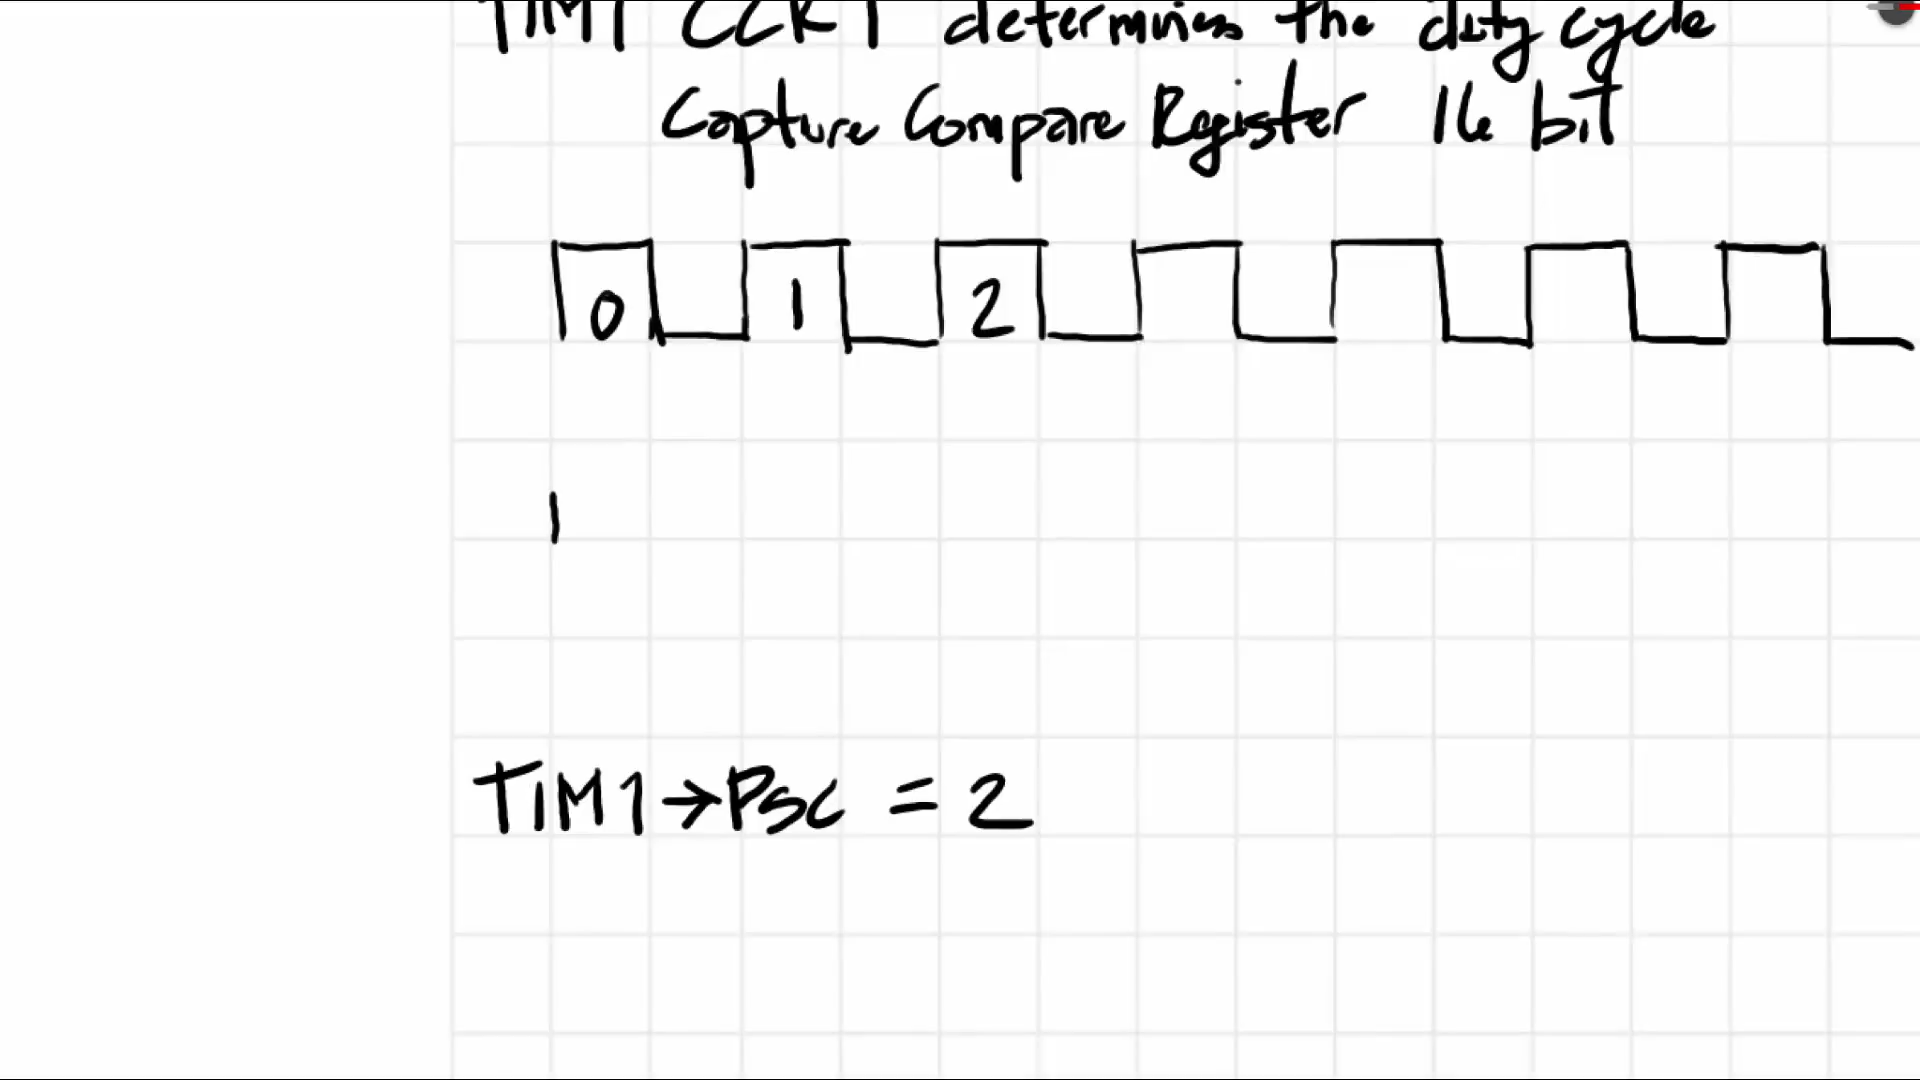 TIM1 CCR1 determines the duty cycle
Capture Compare Register 16 bit
0 1 2
TIM1→PSC = 2